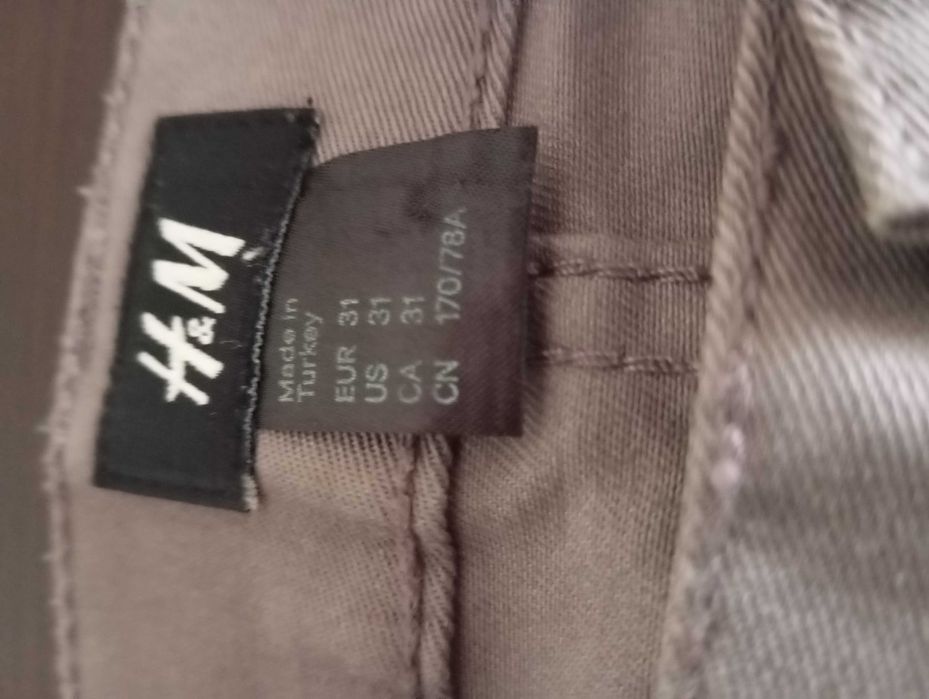 H&M
Made in
Turkey
EUR 31
US 31
CA 31
CN 170/78A